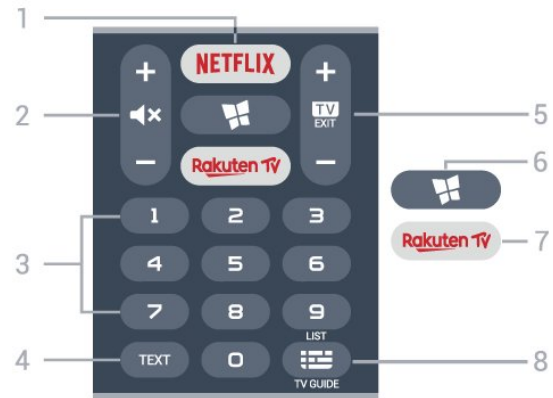 1
NETFLIX
+ +
2
TV
EXIT
5
− −
6
Rakuten TV
Rakuten TV
7
1 2 3
3
4 5 6
7 8 9
LIST
4
TEXT 0
8
TV GUIDE